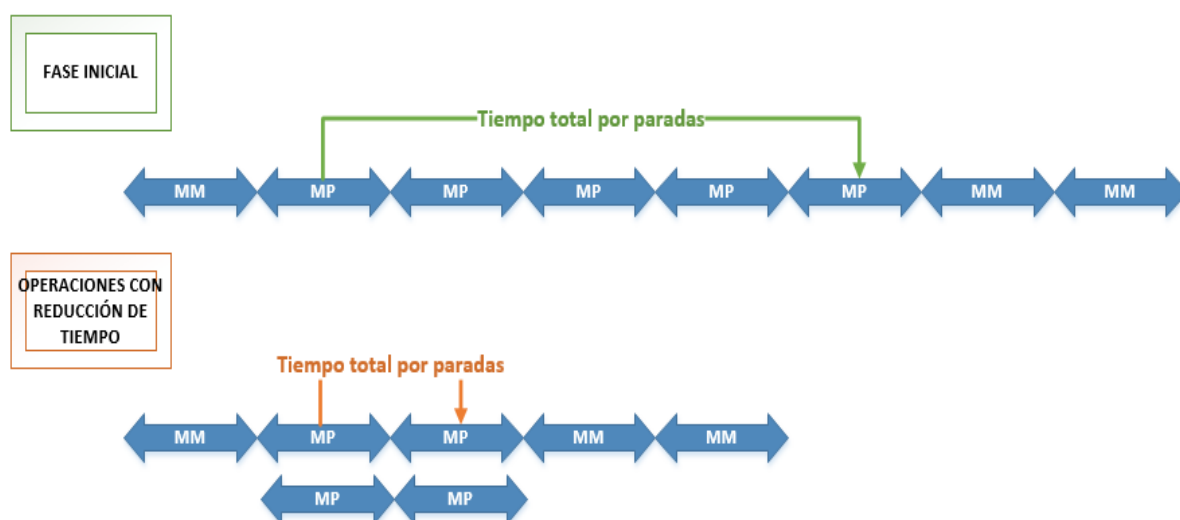 FASE INICIAL
Tiempo total por paradas
MM MP MP MP MP MP MM MM
OPERACIONES CON
REDUCCIÓN DE
TIEMPO
Tiempo total por paradas
MM MP MP MM MM
MP MP